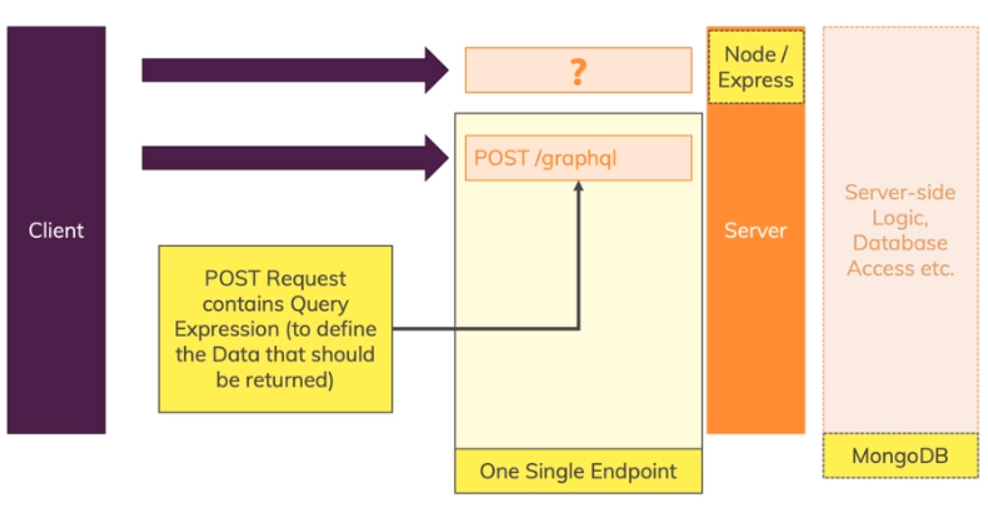 Client
?
POST /graphql
POST Request
contains Query
Expression (to define
the Data that should
be returned)
One Single Endpoint
Node /
Express
Server
Server-side
Logic,
Database
Access etc.
MongoDB